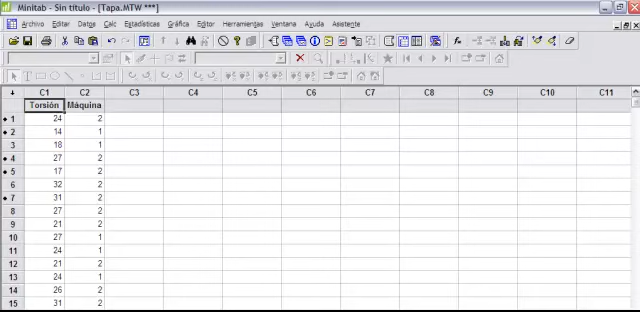 Minitab - Sin título - [Tapa.MTW ***]
Archivo Editar Datos Calc Estadísticas Gráfica Editor Herramientas Ventana Ayuda Asistente
C1 C2 C3 C4 C5 C6 C7 C8 C9 C10 C11
Torsión Máquina
1 24 2
2 14 1
3 18 1
4 27 2
5 17 2
6 32 2
7 31 2
8 27 2
9 21 2
10 27 1
11 24 1
12 21 2
13 24 1
14 26 2
15 31 2